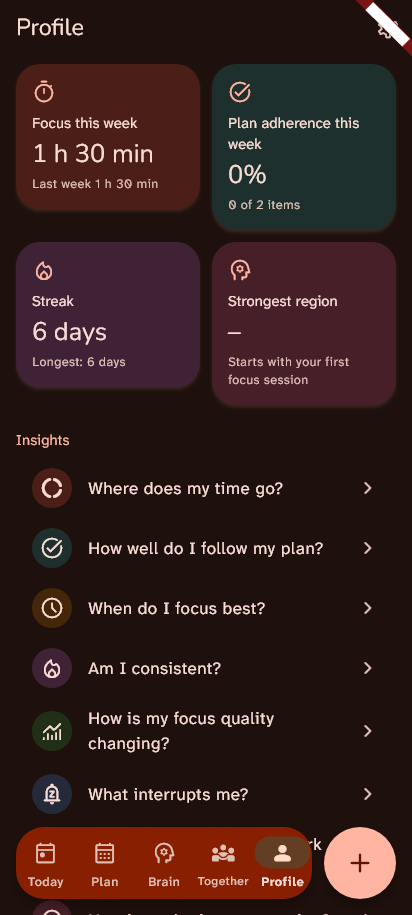 Profile
Focus this week
1 h 30 min
Last week 1 h 30 min
Plan adherence this
week
0%
0 of 2 items
Streak
6 days
Longest: 6 days
Strongest region
–
Starts with your first
focus session
Insights
Where does my time go?
How well do I follow my plan?
When do I focus best?
Am I consistent?
How is my focus quality
changing?
What interrupts me?
Today
Plan
Brain
Together
Profile